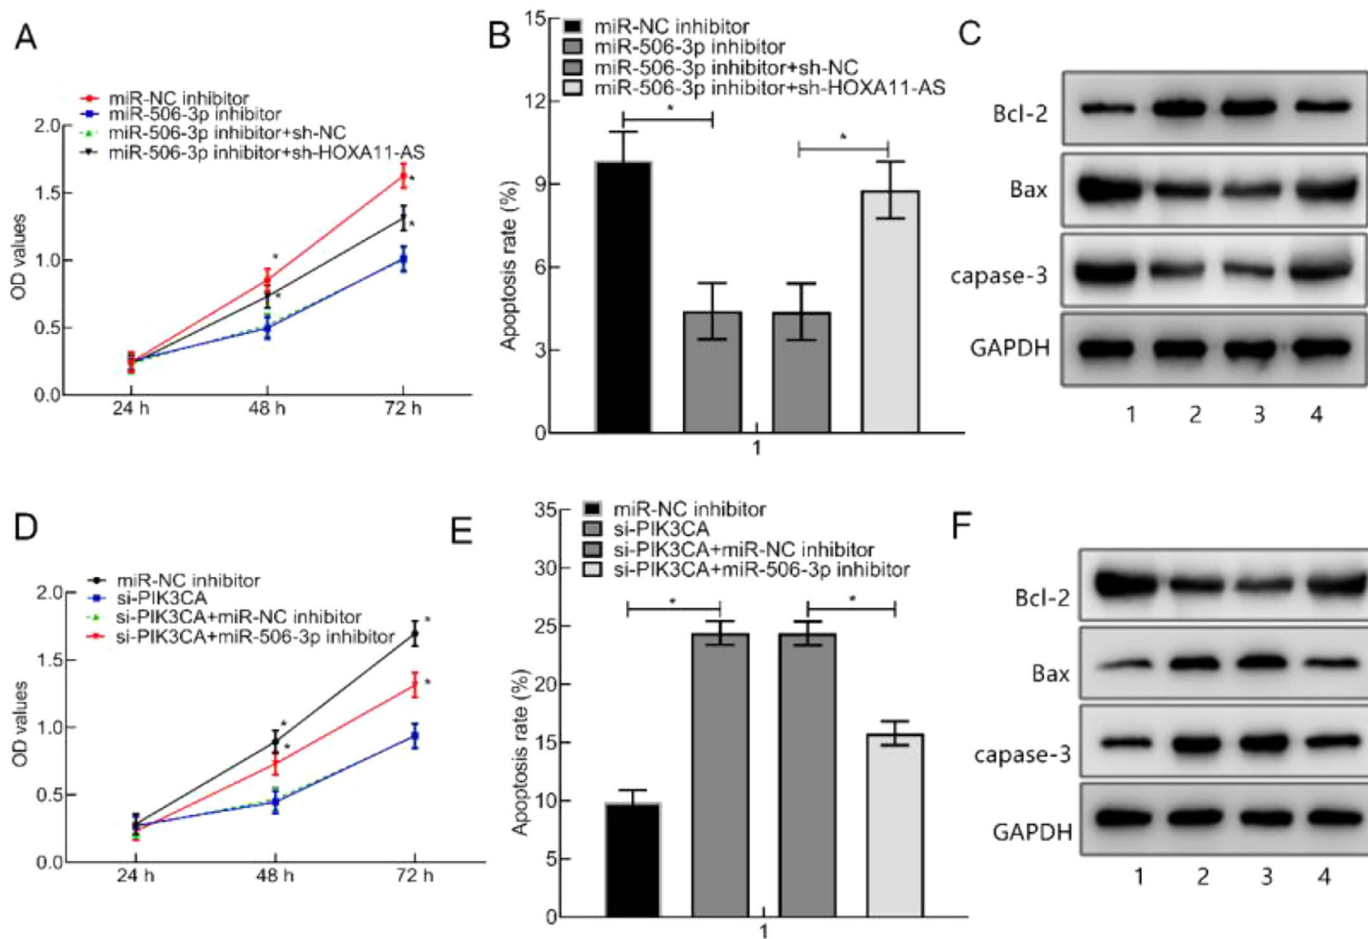 A
miR-NC inhibitor
miR-506-3p inhibitor
miR-506-3p inhibitor+sh-NC
miR-506-3p inhibitor+sh-HOXA11-AS
OD values
2.0
1.5
1.0
0.5
0.0
24 h 48 h 72 h
* * * *
B
miR-NC inhibitor
miR-506-3p inhibitor
miR-506-3p inhibitor+sh-NC
miR-506-3p inhibitor+sh-HOXA11-AS
Apoptosis rate (%)
15
12
9
6
3
0
* *
1
C
Bcl-2
Bax
capase-3
GAPDH
1 2 3 4
D
miR-NC inhibitor
si-PIK3CA
si-PIK3CA+miR-NC inhibitor
si-PIK3CA+miR-506-3p inhibitor
OD values
2.0
1.5
1.0
0.5
0.0
24 h 48 h 72 h
* * * *
E
miR-NC inhibitor
si-PIK3CA
si-PIK3CA+miR-NC inhibitor
si-PIK3CA+miR-506-3p inhibitor
Apoptosis rate (%)
35
30
25
20
15
10
5
0
* *
1
F
Bcl-2
Bax
capase-3
GAPDH
1 2 3 4